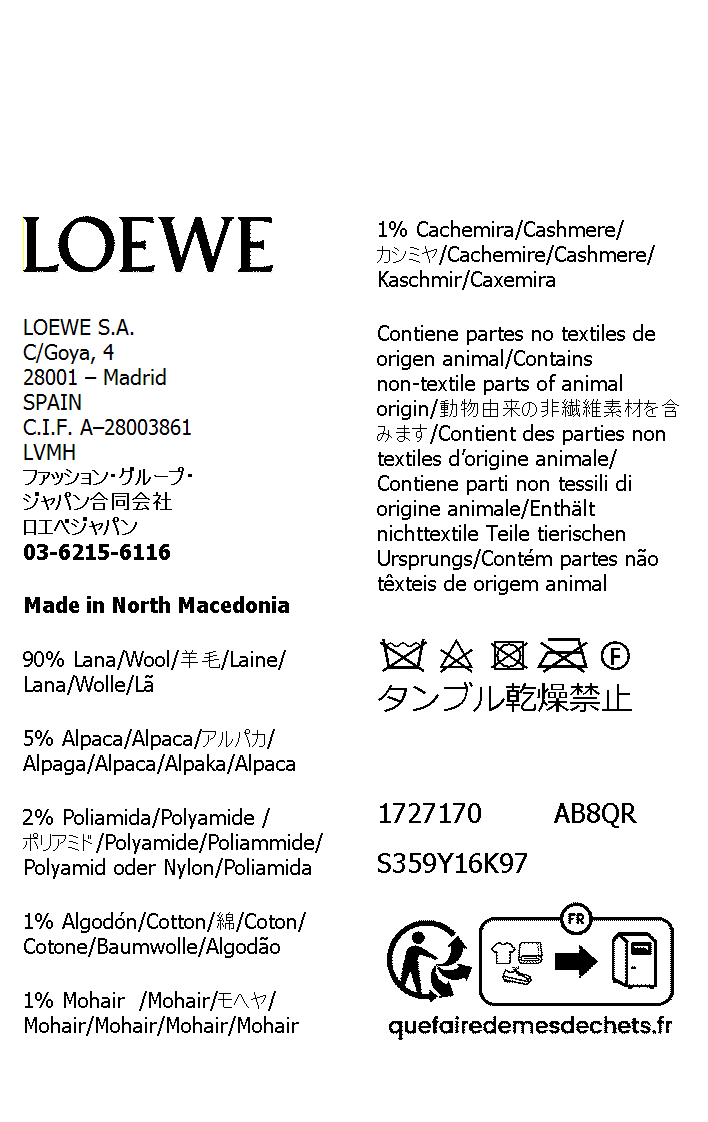 LOEWE
LOEWE S.A.
C/Goya, 4
28001 – Madrid
SPAIN
C.I.F. A–28003861
LVMH
ファッション・グループ・
ジャパン合同会社
ロエベジャパン
03-6215-6116
Made in North Macedonia
90% Lana/Wool/羊毛/Laine/
Lana/Wolle/Lã
5% Alpaca/Alpaca/アルパカ/
Alpaga/Alpaca/Alpaka/Alpaca
2% Poliamida/Polyamide /
ポリアミド/Polyamide/Poliammide/
Polyamid oder Nylon/Poliamida
1% Algodón/Cotton/綿/Coton/
Cotone/Baumwolle/Algodão
1% Mohair /Mohair/モヘヤ/
Mohair/Mohair/Mohair/Mohair
1% Cachemira/Cashmere/
カシミヤ/Cachemire/Cashmere/
Kaschmir/Caxemira
Contiene partes no textiles de
origen animal/Contains
non-textile parts of animal
origin/動物由来の非繊維素材を含
みます/Contient des parties non
textiles d’origine animale/
Contiene parti non tessili di
origine animale/Enthält
nichttextile Teile tierischen
Ursprungs/Contém partes não
têxteis de origem animal
F
タンブル乾燥禁止
1727170 AB8QR
S359Y16K97
FR
quefairedemesdechets.fr